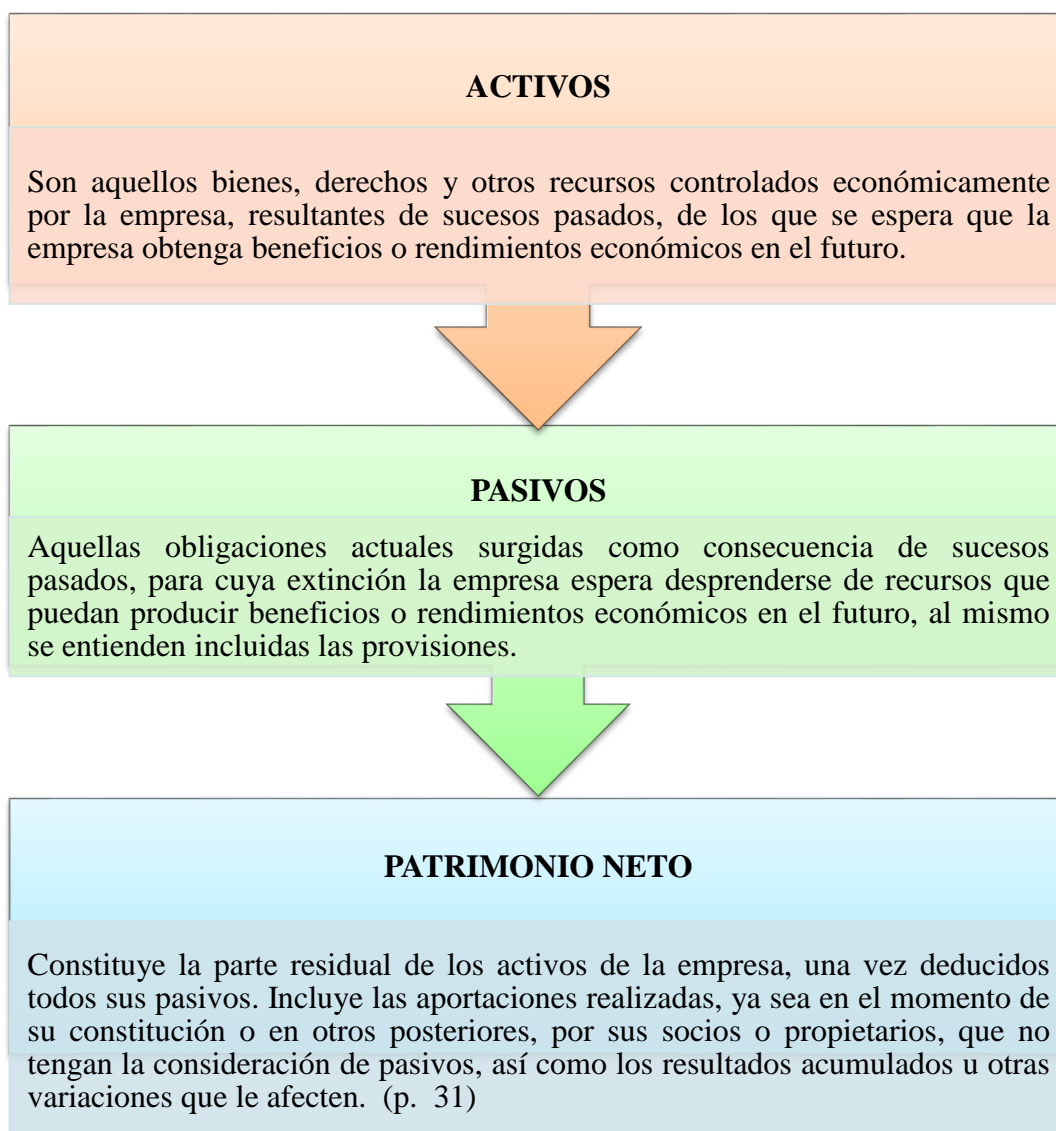 ACTIVOS
Son aquellos bienes, derechos y otros recursos controlados económicamente
por la empresa, resultantes de sucesos pasados, de los que se espera que la
empresa obtenga beneficios o rendimientos económicos en el futuro.
PASIVOS
Aquellas obligaciones actuales surgidas como consecuencia de sucesos
pasados, para cuya extinción la empresa espera desprenderse de recursos que
puedan producir beneficios o rendimientos económicos en el futuro, al mismo
se entienden incluidas las provisiones.
PATRIMONIO NETO
Constituye la parte residual de los activos de la empresa, una vez deducidos
todos sus pasivos. Incluye las aportaciones realizadas, ya sea en el momento de
su constitución o en otros posteriores, por sus socios o propietarios, que no
tengan la consideración de pasivos, así como los resultados acumulados u otras
variaciones que le afecten. (p. 31)